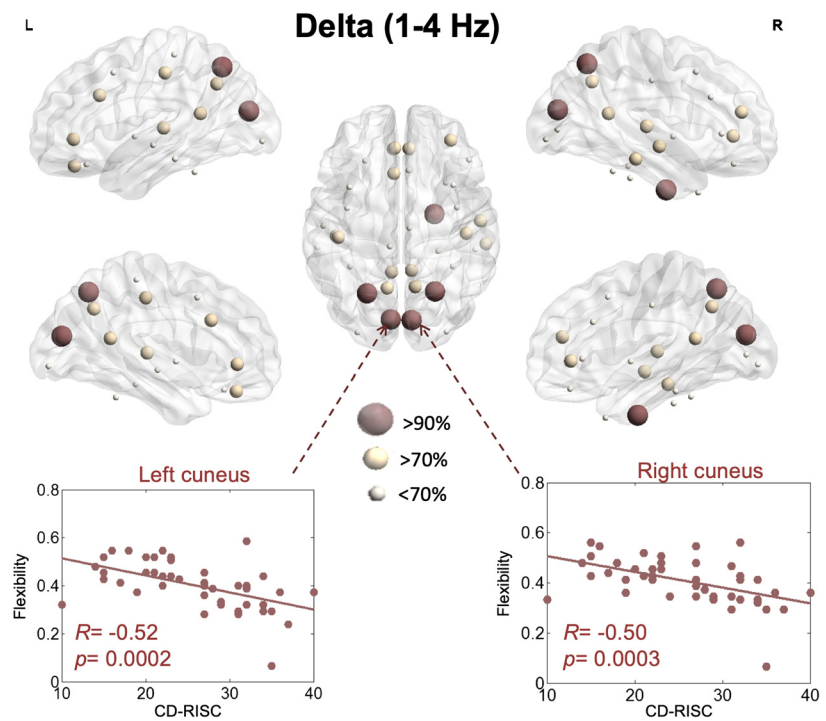 L
Delta (1-4 Hz)
R
>90%
>70%
<70%
Left cuneus
0.8
0.6
0.4
0.2
0
Flexibility
R= -0.52
p= 0.0002
10
20
30
40
CD-RISC
Right cuneus
0.8
0.6
0.4
0.2
0
Flexibility
R= -0.50
p= 0.0003
10
20
30
40
CD-RISC